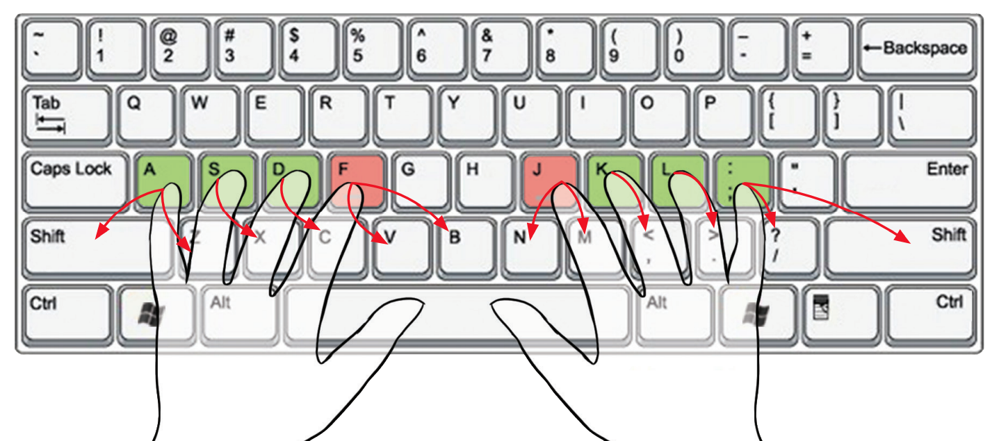 ~ ! @ # $ % ^ & * ( ) – +
` 1 2 3 4 5 6 7 8 9 0 - = ←Backspace
Tab Q W E R T Y U I O P { } |
[ ] \
Caps Lock A S D F G H J K L : " Enter
; '
Shift Z X C V B N M < > ? Shift
, . /
Ctrl Alt Alt Ctrl